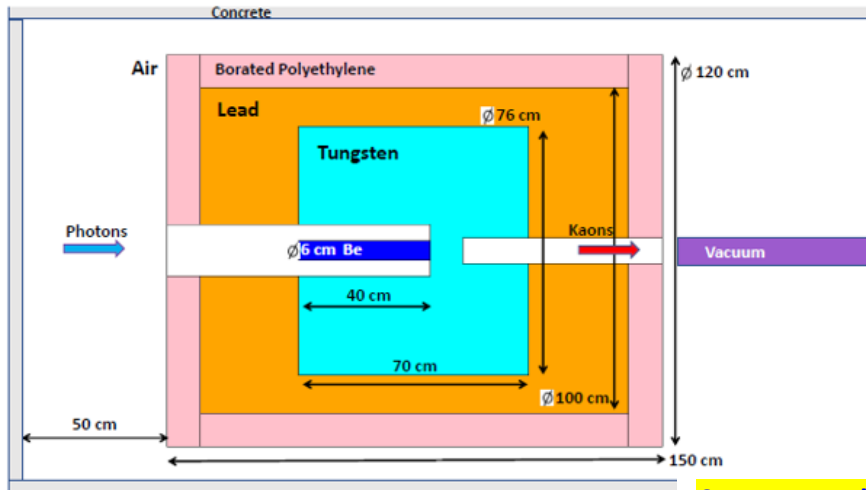 Concrete
Air
Borated Polyethylene
Ø 120 cm
Lead
Ø 76 cm
Tungsten
Photons
Kaons
Ø6 cm Be
Vacuum
40 cm
70 cm
Ø 100 cm
50 cm
150 cm